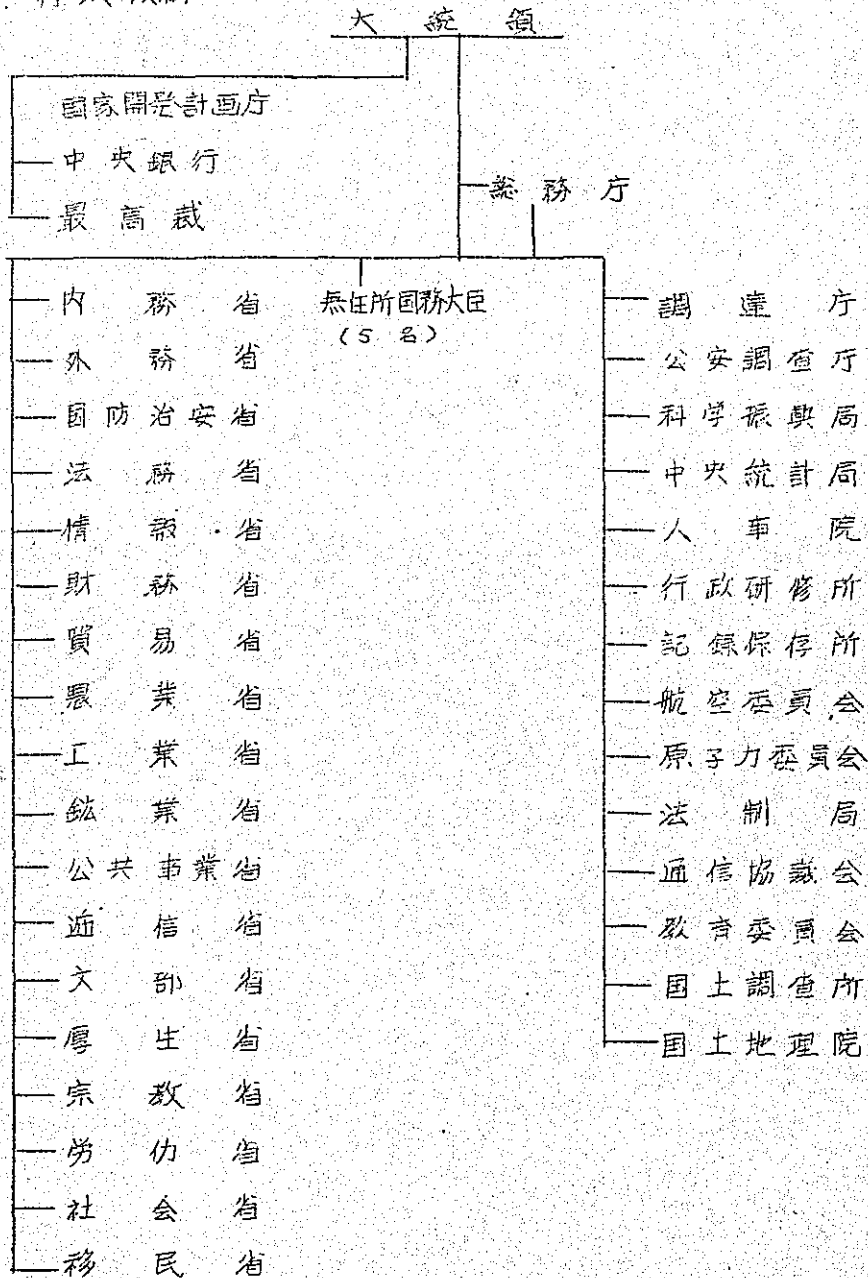 大統領
国家開発計画庁
中央銀行
最高裁
総務庁
内務省
外務省
国防治安省
法務省
情報省
財務省
貿易省
農業省
工業省
鉱業省
公共事業省
逓信省
文部省
厚生省
宗教省
労仂省
社会省
移民省
無任所国務大臣
(5名)
調達庁
公安調査庁
科学振興局
中央統計局
人事院
行政研修所
記録保存所
航空委員会
原子力委員会
法制局
通信協議会
教育委員会
国土調査所
国土地理院